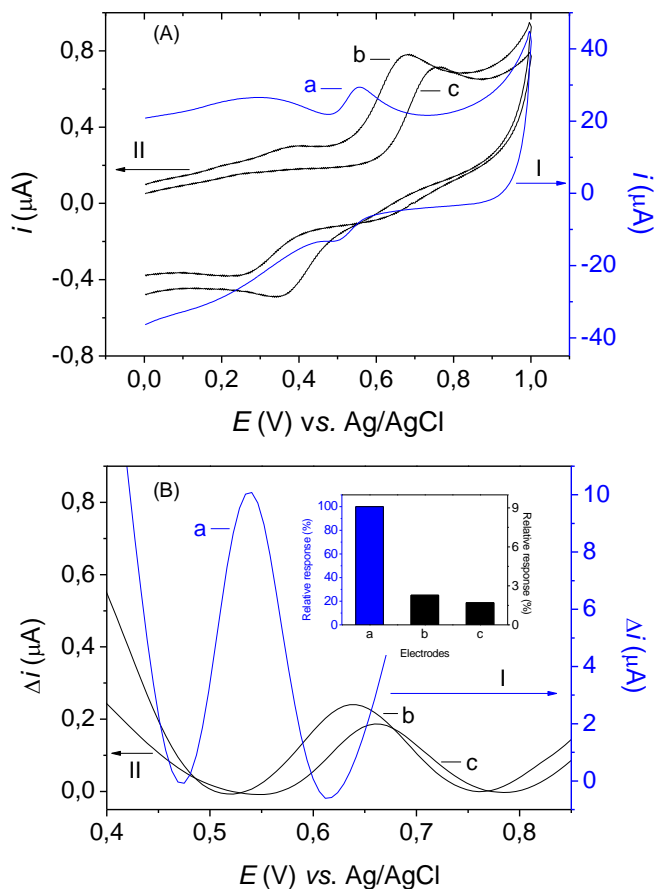 (A)
0,8
0,4
0,0
-0,4
-0,8
i (µA)
40
20
0
-20
-40
i (µA)
a
b
c
II
I
0,0 0,2 0,4 0,6 0,8 1,0
E (V) vs. Ag/AgCl
(B)
0,8
0,6
0,4
0,2
0,0
Δi (µA)
10
8
6
4
2
0
Δi (µA)
a
b
c
II
I
100
80
60
40
20
0
Relative response (%)
9
6
3
0
Relative response (%)
a b c
Electrodes
0,4 0,5 0,6 0,7 0,8
E (V) vs. Ag/AgCl